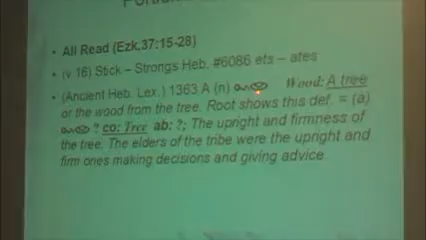 • All Read (Ezk,37:15-28)
• (v 16) Stick – Strongs Heb. #6086 ets – ates
• (Ancient Heb. Lex.) 1363 A (n) Wood: A tree
or the wood from the tree. Root shows this def. = (a)
? co: Tree ab: ?; The upright and firmness of
the tree. The elders of the tribe were the upright and
firm ones making decisions and giving advice.